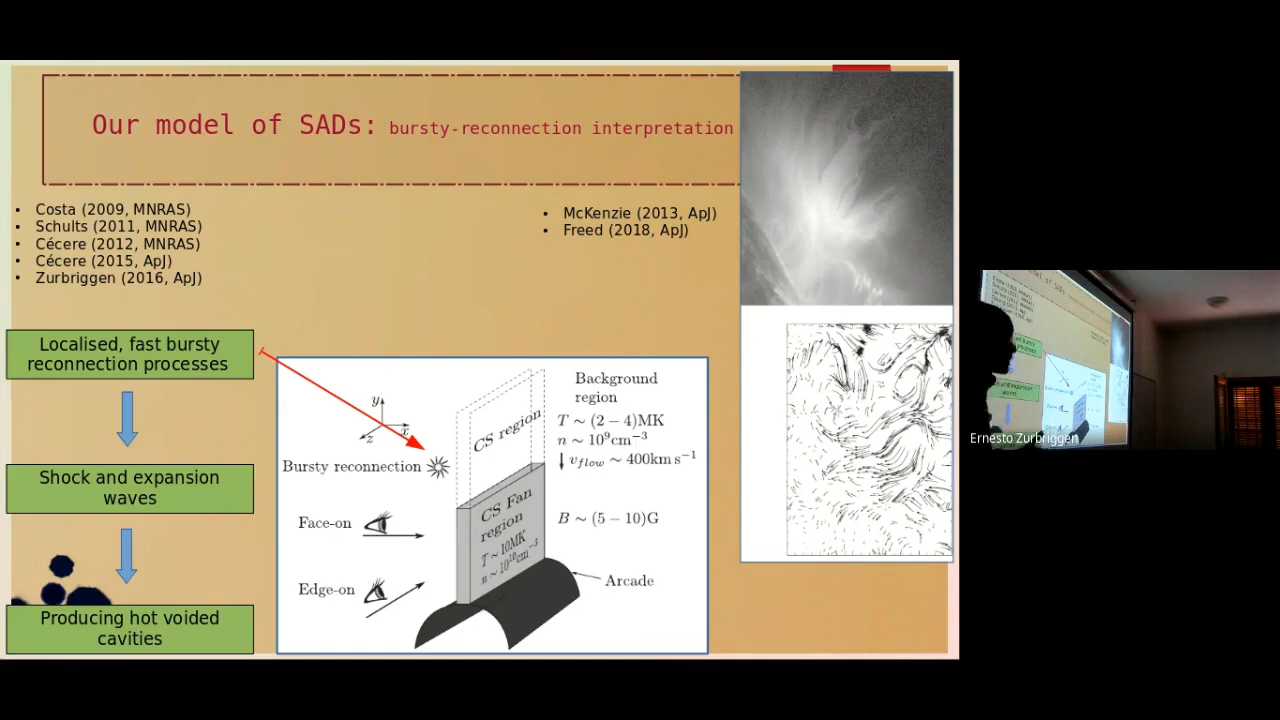 Our model of SADs: bursty-reconnection interpretation
• Costa (2009, MNRAS)
• Schults (2011, MNRAS)
• Cécere (2012, MNRAS)
• Cécere (2015, ApJ)
• Zurbriggen (2016, ApJ)
• McKenzie (2013, ApJ)
• Freed (2018, ApJ)
Localised, fast bursty
reconnection processes
Shock and expansion
waves
Producing hot voided
cavities
y
x
z
Bursty reconnection
Face-on
Edge-on
CS region
CS Fan
region
T ~ 10MK
n ~ 10¹⁰cm⁻³
Background
region
T ~ (2 − 4)MK
n ~ 10⁹cm⁻³
↓ v_flow ~ 400km s⁻¹
B ~ (5 − 10)G
Arcade
Ernesto Zurbriggen